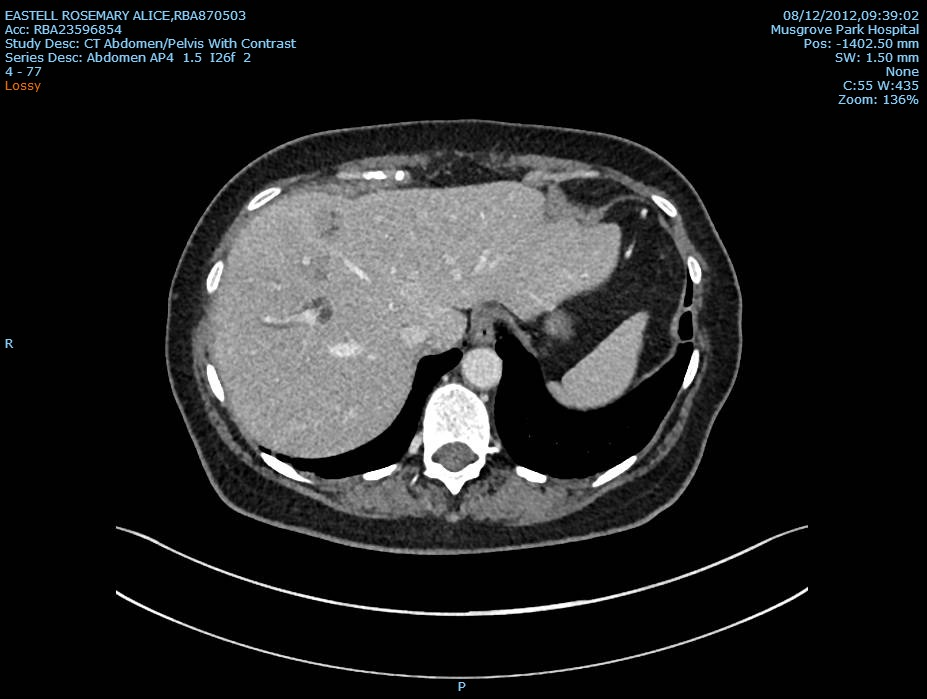 EASTELL ROSEMARY ALICE,RBA870503
Acc: RBA23596854
Study Desc: CT Abdomen/Pelvis With Contrast
Series Desc: Abdomen AP4 1.5 I26f 2
4 - 77
Lossy
08/12/2012,09:39:02
Musgrove Park Hospital
Pos: -1402.50 mm
SW: 1.50 mm
None
C:55 W:435
Zoom: 136%
R
P